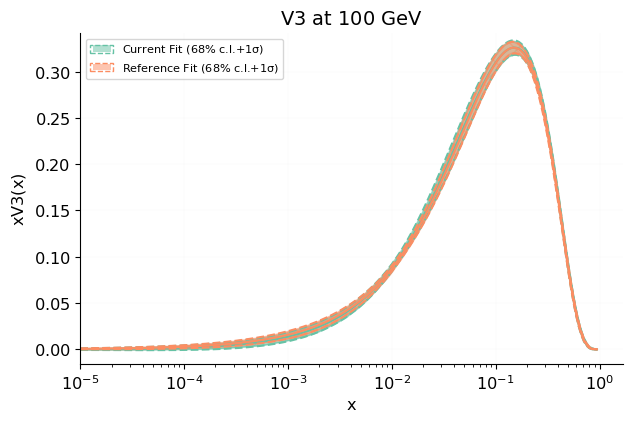 V3 at 100 GeV
Current Fit (68% c.l.+1σ)
Reference Fit (68% c.l.+1σ)
xV3(x)
0.30
0.25
0.20
0.15
0.10
0.05
0.00
10⁻⁵ 10⁻⁴ 10⁻³ 10⁻² 10⁻¹ 10⁰
x